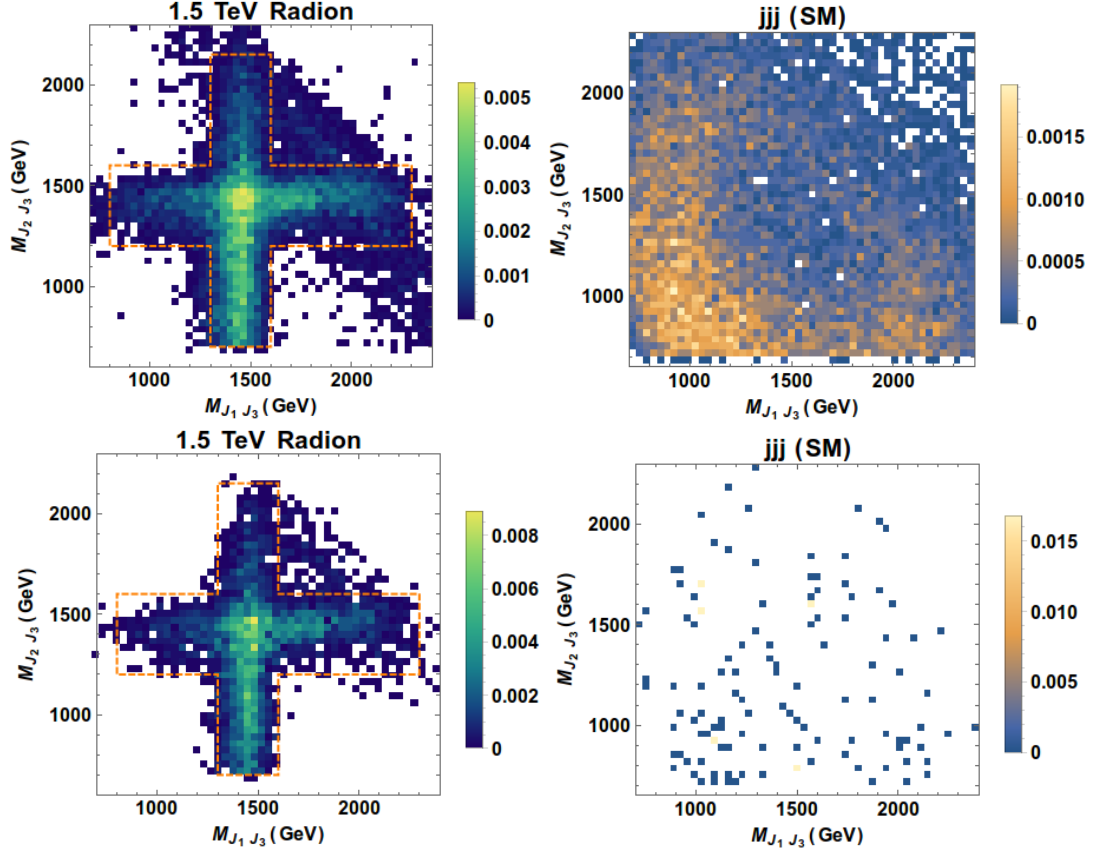 1.5 TeV Radion
M_{J_2 J_3} (GeV)
2000
1500
1000
1000 1500 2000
M_{J_1 J_3} (GeV)
0.005
0.004
0.003
0.002
0.001
0
jjj (SM)
M_{J_2 J_3} (GeV)
2000
1500
1000
1000 1500 2000
M_{J_1 J_3} (GeV)
0.0015
0.0010
0.0005
0
1.5 TeV Radion
M_{J_2 J_3} (GeV)
2000
1500
1000
1000 1500 2000
M_{J_1 J_3} (GeV)
0.008
0.006
0.004
0.002
0
jjj (SM)
M_{J_2 J_3} (GeV)
2000
1500
1000
1000 1500 2000
M_{J_1 J_3} (GeV)
0.015
0.010
0.005
0